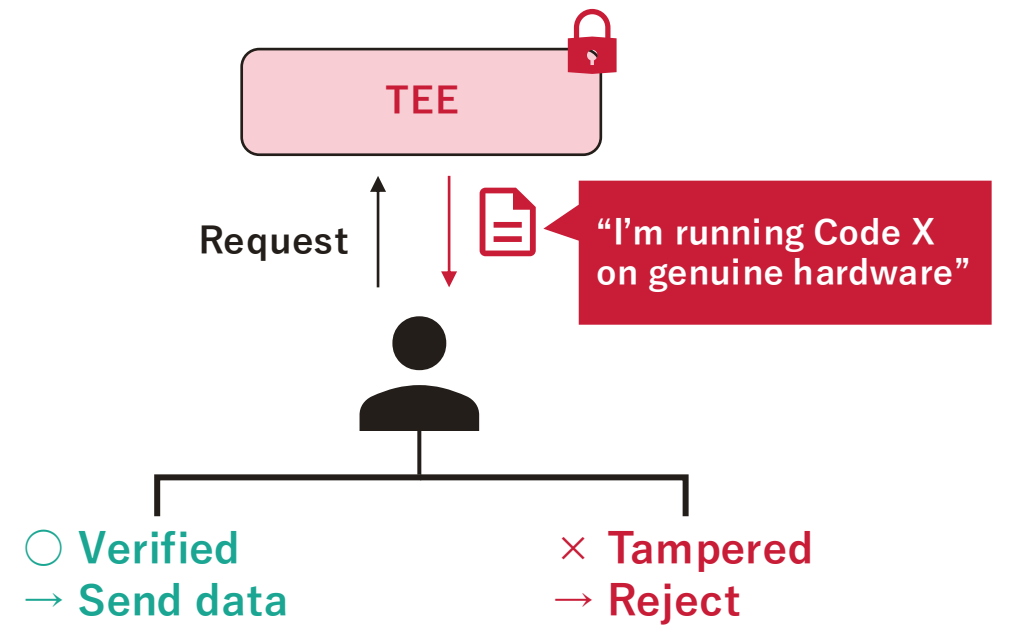 TEE
Request
“I’m running Code X
on genuine hardware”
○ Verified
→ Send data
× Tampered
→ Reject